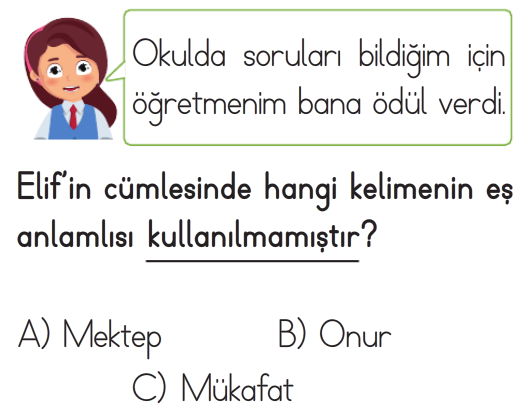 Okulda soruları bildiğim için
öğretmenim bana ödül verdi.
Elif'in cümlesinde hangi kelimenin eş
anlamlısı kullanılmamıştır?
A) Mektep B) Onur
C) Mükafat